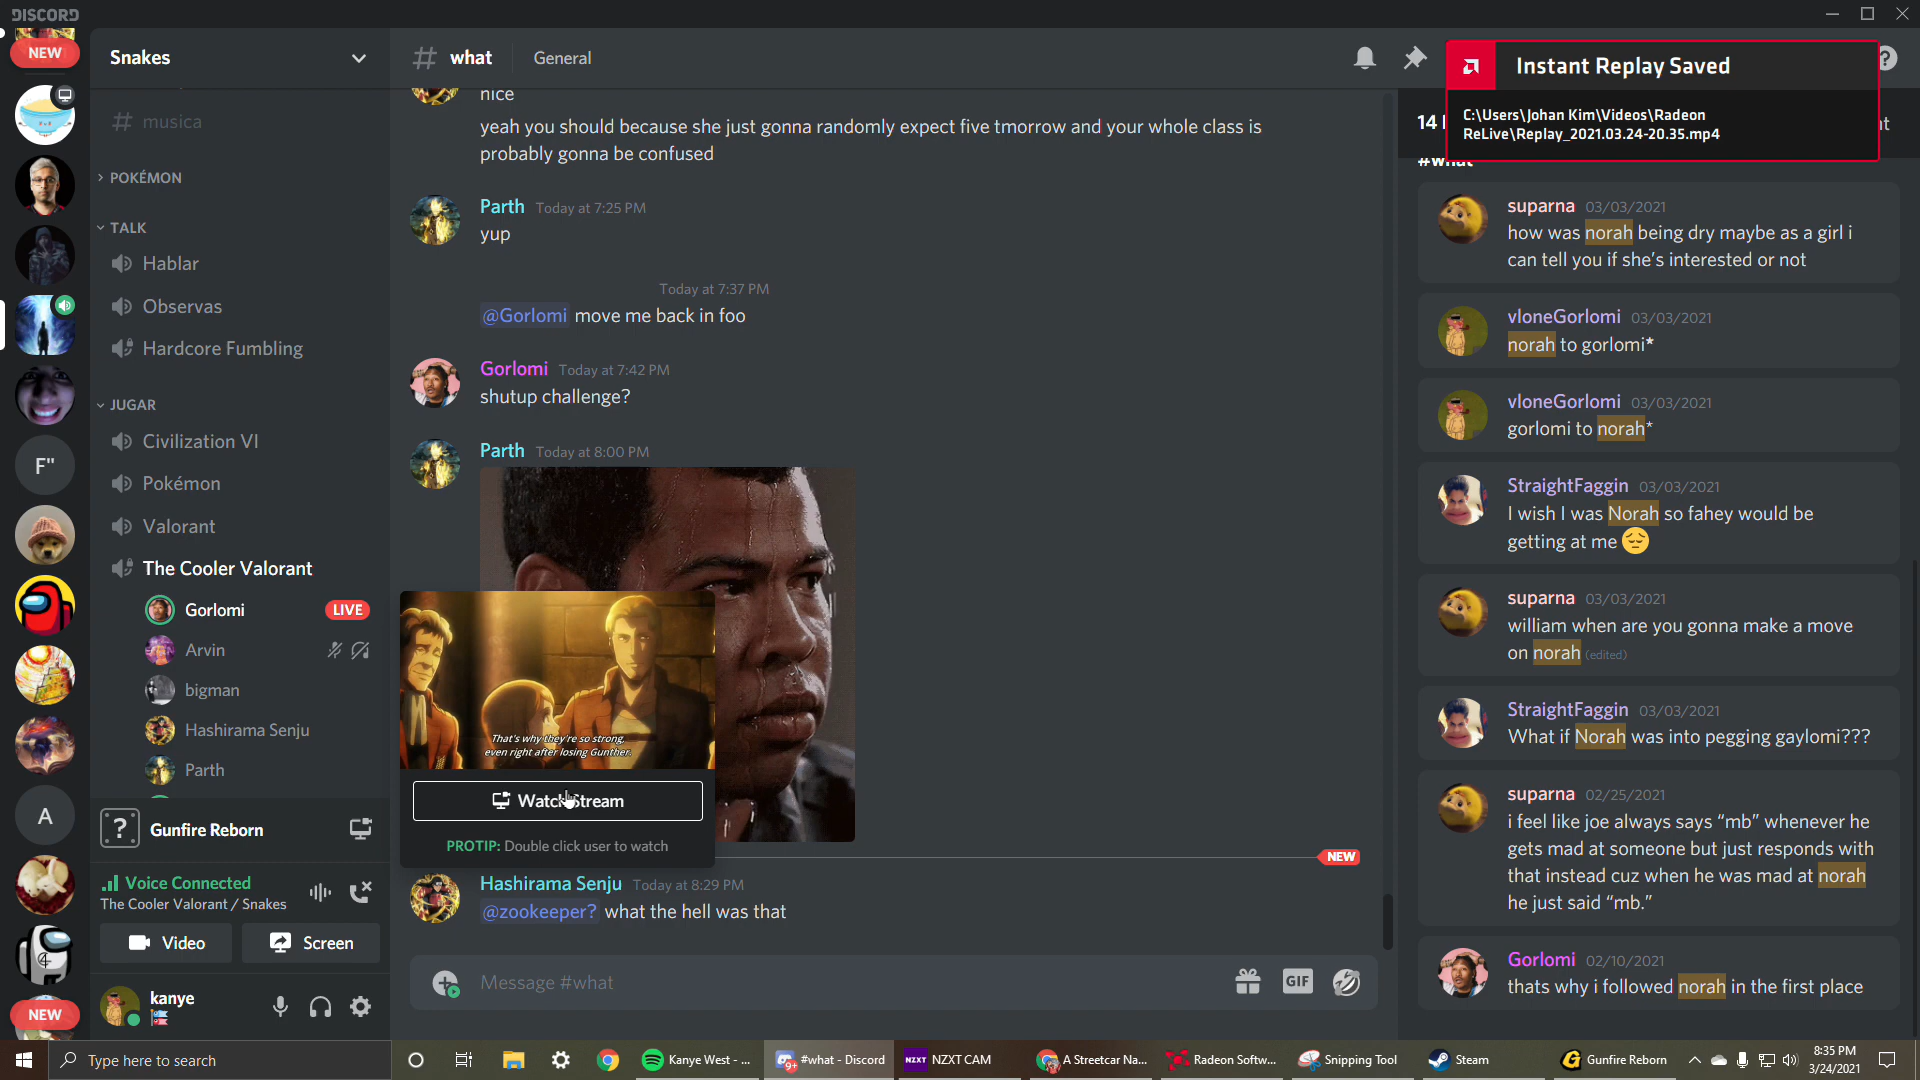 DISCORD
NEW
F"
A
NEW
Snakes
musica
POKÉMON
TALK
Hablar
Observas
Hardcore Fumbling
JUGAR
Civilization VI
Pokémon
Valorant
The Cooler Valorant
Gorlomi LIVE
Arvin
bigman
Hashirama Senju
Parth
? Gunfire Reborn
Voice Connected
The Cooler Valorant / Snakes
Video Screen
kanye
# what General
nice
yeah you should because she just gonna randomly expect five tmorrow and your whole class is
probably gonna be confused
Parth Today at 7:25 PM
yup
Today at 7:37 PM
@Gorlomi move me back in foo
Gorlomi Today at 7:42 PM
shutup challenge?
Parth Today at 8:00 PM
That's why they're so strong,
even right after losing Gunther.
Watch Stream
PROTIP: Double click user to watch
NEW
Hashirama Senju Today at 8:29 PM
@zookeeper? what the hell was that
Message #what
GIF
Instant Replay Saved
C:\Users\Johan Kim\Videos\Radeon
ReLive\Replay_2021.03.24-20.35.mp4
14
#what
suparna 03/03/2021
how was norah being dry maybe as a girl i
can tell you if she's interested or not
vloneGorlomi 03/03/2021
norah to gorlomi*
vloneGorlomi 03/03/2021
gorlomi to norah*
StraightFaggin 03/03/2021
I wish I was Norah so fahey would be
getting at me 😔
suparna 03/03/2021
william when are you gonna make a move
on norah (edited)
StraightFaggin 03/03/2021
What if Norah was into pegging gaylomi???
suparna 02/25/2021
i feel like joe always says “mb” whenever he
gets mad at someone but just responds with
that instead cuz when he was mad at norah
he just said “mb.”
Gorlomi 02/10/2021
thats why i followed norah in the first place
Type here to search
Kanye West - ...
9+ #what - Discord
NZXT NZXT CAM
A Streetcar Na...
Radeon Softw...
Snipping Tool
Steam
Gunfire Reborn
8:35 PM
3/24/2021